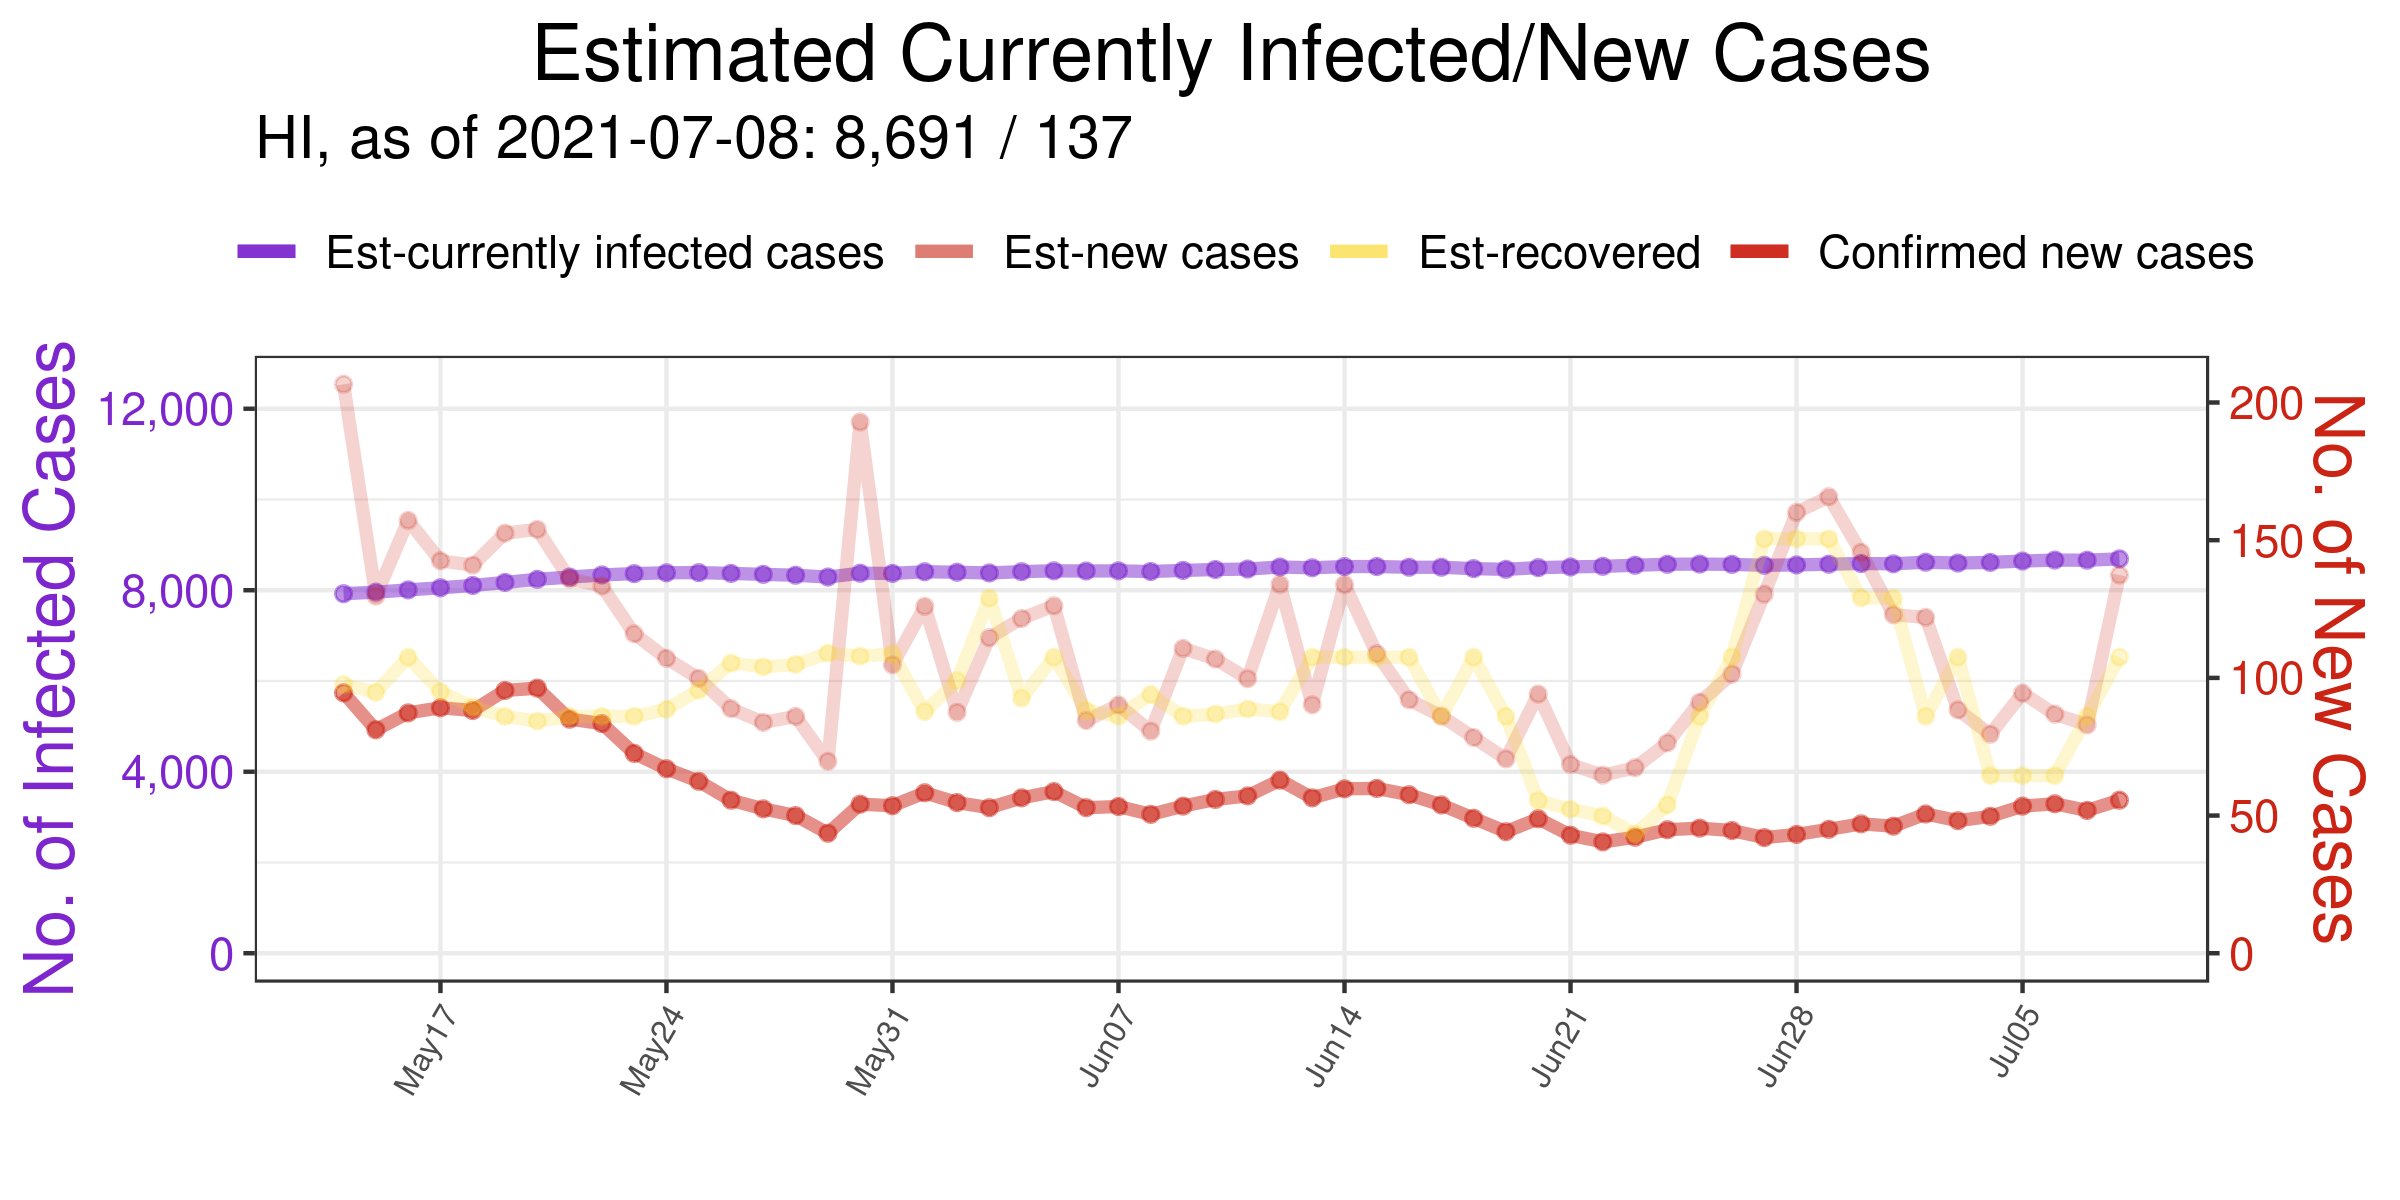 Estimated Currently Infected/New Cases
HI, as of 2021-07-08: 8,691 / 137
Est-currently infected cases Est-new cases Est-recovered Confirmed new cases
No. of Infected Cases
12,000
8,000
4,000
0
200
150
100
50
0
No. of New Cases
May17 May24 May31 Jun07 Jun14 Jun21 Jun28 Jul05